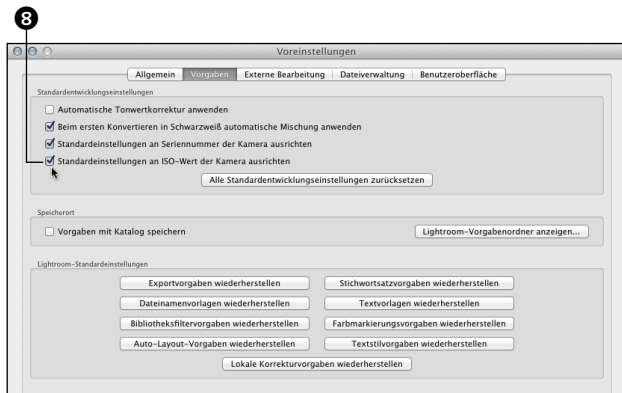 8
Voreinstellungen
Allgemein Vorgaben Externe Bearbeitung Dateiverwaltung Benutzeroberfläche
Standardentwicklungseinstellungen
Automatische Tonwertkorrektur anwenden
Beim ersten Konvertieren in Schwarzweiß automatische Mischung anwenden
Standardeinstellungen an Seriennummer der Kamera ausrichten
Standardeinstellungen an ISO-Wert der Kamera ausrichten
Alle Standardentwicklungseinstellungen zurücksetzen
Speicherort
Vorgaben mit Katalog speichern Lightroom-Vorgabenordner anzeigen...
Lightroom-Standardeinstellungen
Exportvorgaben wiederherstellen Stichwortsatzvorgaben wiederherstellen
Dateinamenvorlagen wiederherstellen Textvorlagen wiederherstellen
Bibliotheksfiltervorgaben wiederherstellen Farbmarkierungsvorgaben wiederherstellen
Auto-Layout-Vorgaben wiederherstellen Textstilvorgaben wiederherstellen
Lokale Korrekturvorgaben wiederherstellen